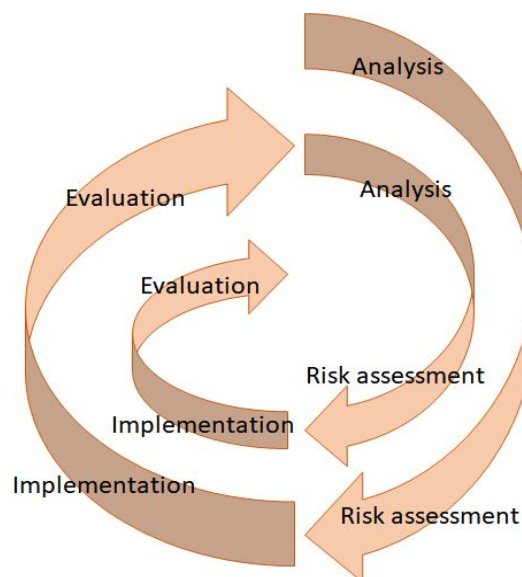 Analysis
Evaluation
Analysis
Evaluation
Risk assessment
Implementation
Implementation
Risk assessment